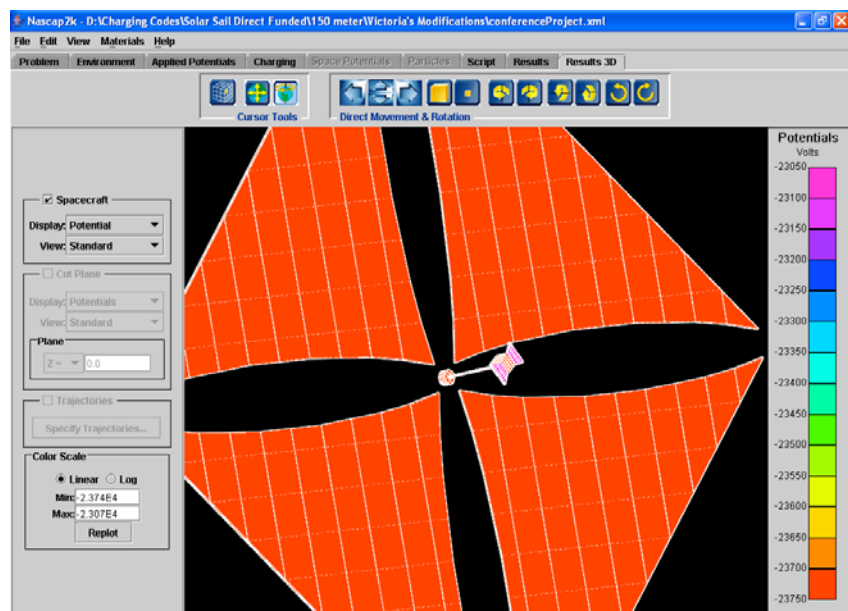 Nascap2k - D:\Charging Codes\Solar Sail Direct Funded\150 meter\Victoria's Modifications\conferenceProject.xml
File Edit View Materials Help
Problem Environment Applied Potentials Charging Space Potentials Particles Script Results Results 3D
Cursor Tools Direct Movement & Rotation
Spacecraft
Display: Potential
View: Standard
Cut Plane
Display: Potentials
View: Standard
Plane
Z = 0.0
Trajectories
Specify Trajectories...
Color Scale
Linear Log
Min: -2.374E4
Max: -2.307E4
Replot
Potentials
Volts
-23050
-23100
-23150
-23200
-23250
-23300
-23350
-23400
-23450
-23500
-23550
-23600
-23650
-23700
-23750